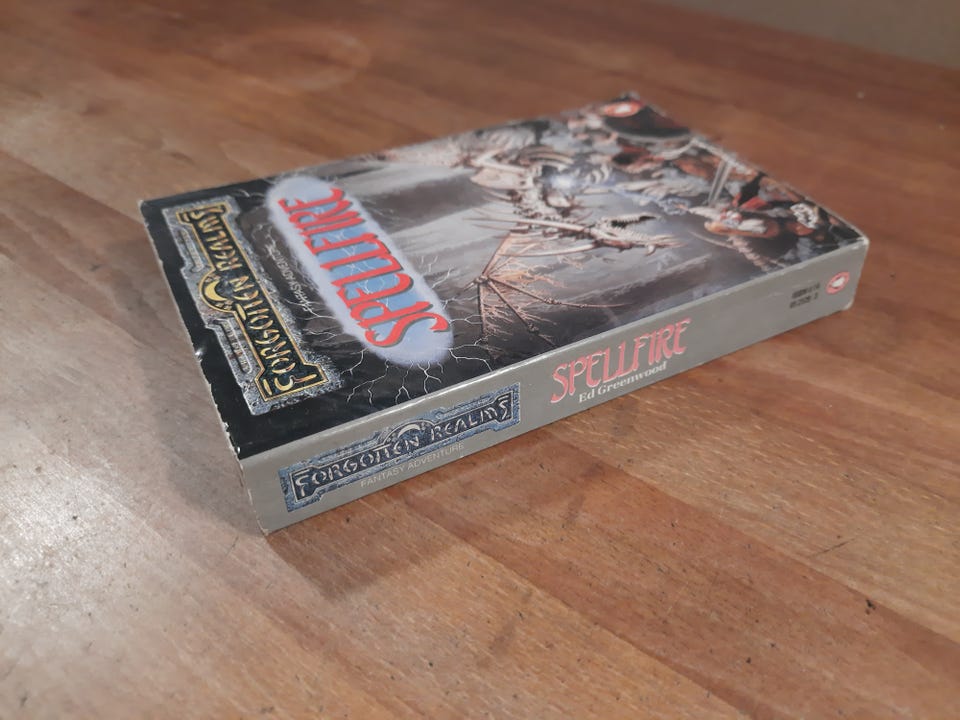 FORGOTTEN REALMS
SPELLFIRE
FORGOTTEN REALMS
FANTASY ADVENTURE
SPELLFIRE
Ed Greenwood